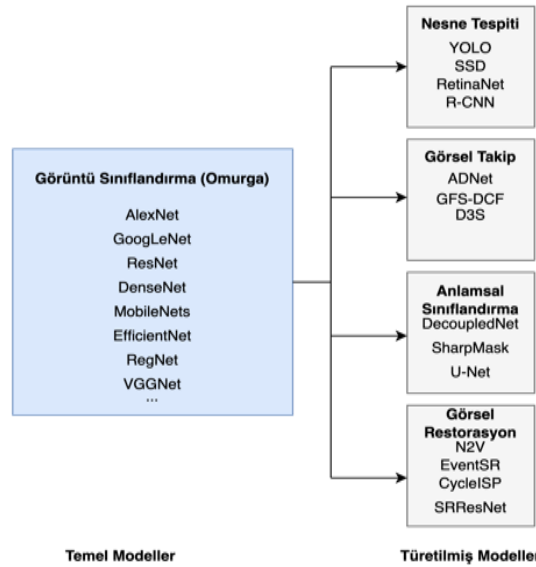 Görüntü Sınıflandırma (Omurga)
AlexNet
GoogLeNet
ResNet
DenseNet
MobileNets
EfficientNet
RegNet
VGGNet
...
Temel Modeller
Nesne Tespiti
YOLO
SSD
RetinaNet
R-CNN
Görsel Takip
ADNet
GFS-DCF
D3S
Anlamsal
Sınıflandırma
DecoupledNet
SharpMask
U-Net
Görsel
Restorasyon
N2V
EventSR
CycleISP
SRResNet
Türetilmiş Modeller